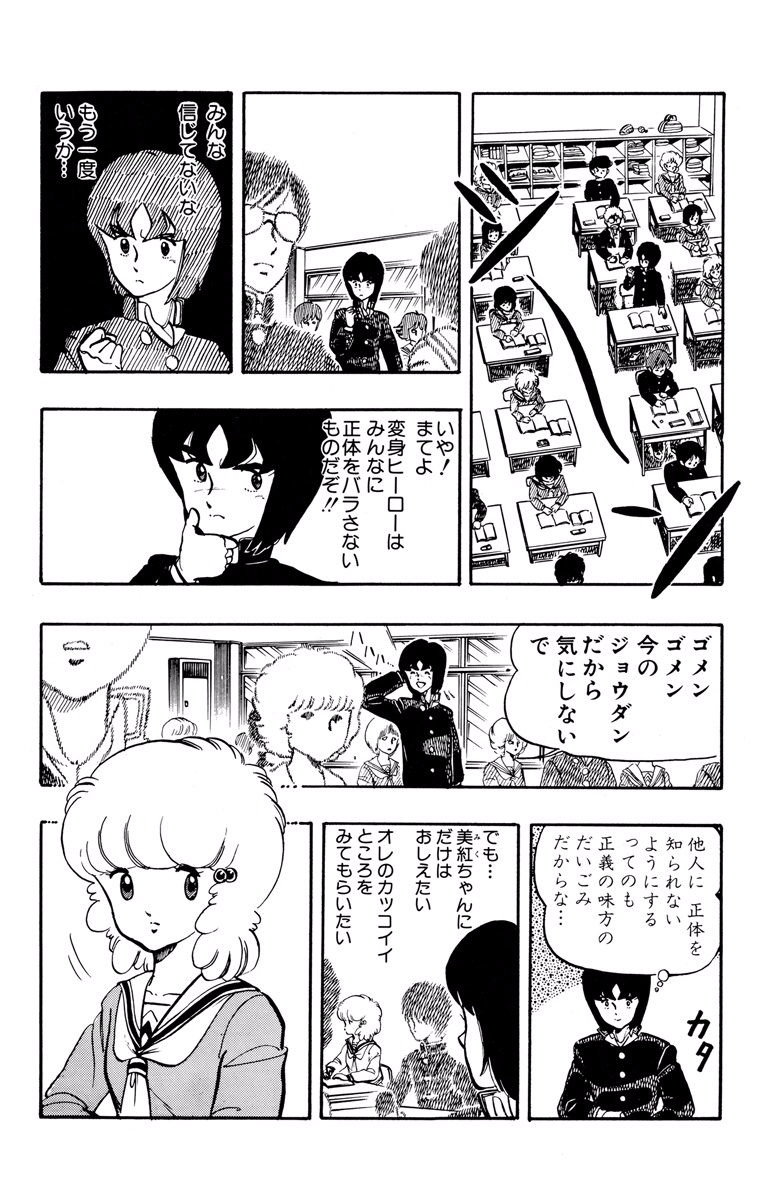 みんな
信じてないな
もう一度
いうか…
いや！
まてよ
変身ヒーローは
みんなに
正体をバラさない
ものだぞ!!
ゴメン
ゴメン
今の
ジョウダン
だから
気にしない
で
他人に 正体を
知られない
ようにする
ってのも
正義の味方の
だいごみ
だからな…
カタ
でも…
美紅ちゃんに
みく
だけは
おしえたい
オレのカッコイイ
ところを
みてもらいたい